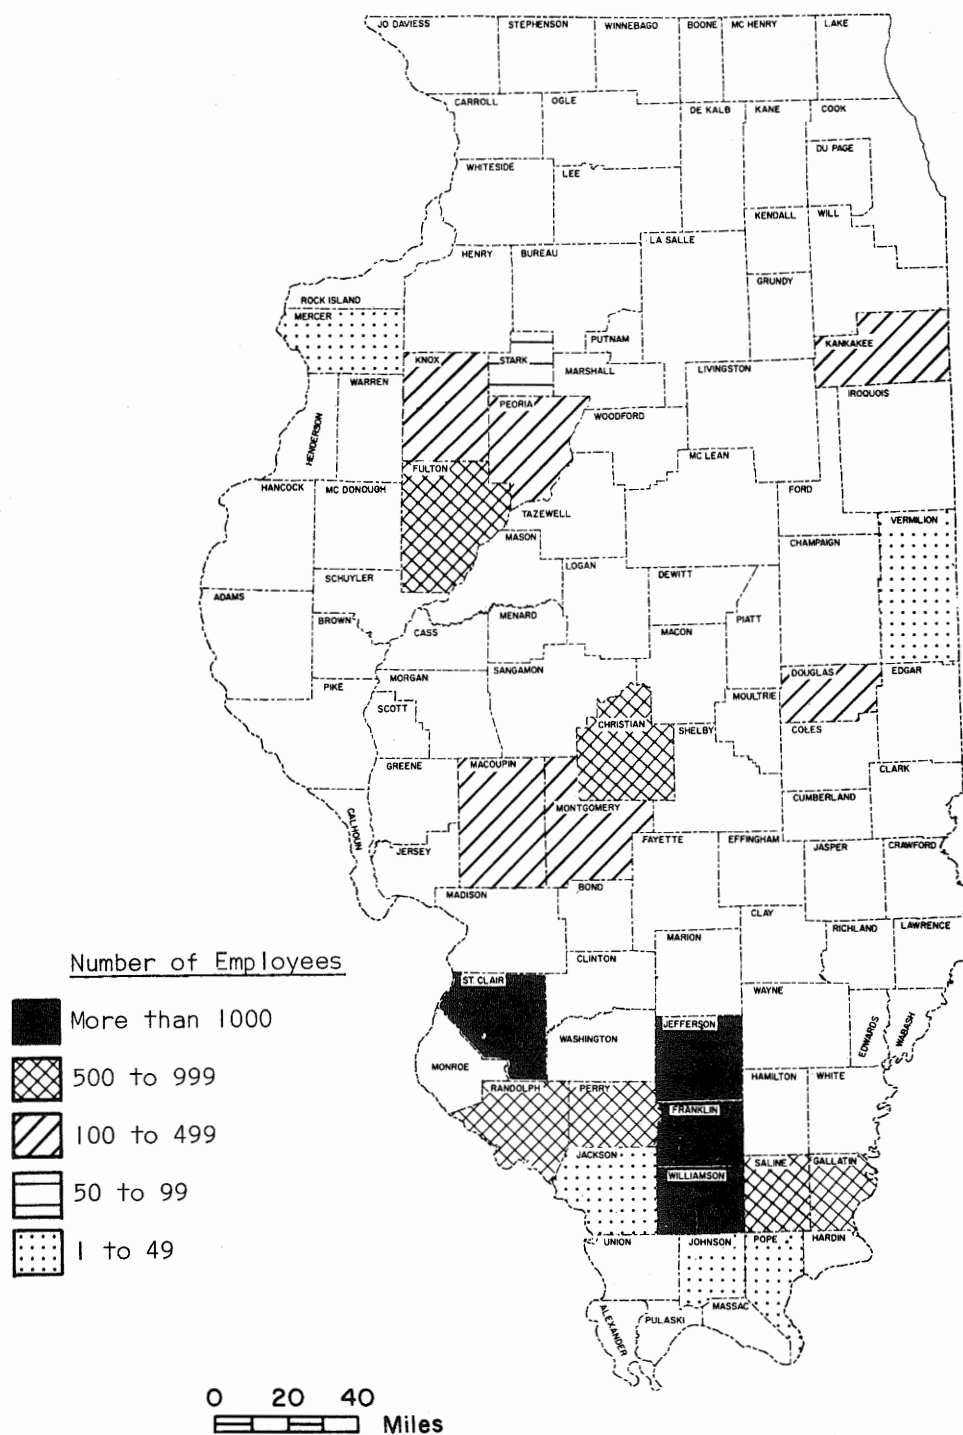 JO DAVIESS
STEPHENSON
WINNEBAGO
BOONE
MC HENRY
LAKE
CARROLL
OGLE
DE KALB
KANE
COOK
DU PAGE
WHITESIDE
LEE
KENDALL
WILL
LA SALLE
HENRY
BUREAU
GRUNDY
ROCK ISLAND
MERCER
PUTNAM
KANKAKEE
KNOX
STARK
MARSHALL
LIVINGSTON
WARREN
IROQUOIS
PEORIA
WOODFORD
HENDERSON
MC LEAN
FULTON
HANCOCK
MC DONOUGH
FORD
TAZEWELL
VERMILION
MASON
CHAMPAIGN
LOGAN
SCHUYLER
DEWITT
ADAMS
BROWN
MENARD
PIATT
CASS
MACON
SANGAMON
EDGAR
MORGAN
DOUGLAS
PIKE
MOULTRIE
SCOTT
CHRISTIAN
SHELBY
COLES
GREENE
MACOUPIN
CLARK
CUMBERLAND
MONTGOMERY
CALHOUN
FAYETTE
EFFINGHAM
JASPER
CRAWFORD
JERSEY
MADISON
BOND
CLAY
RICHLAND
LAWRENCE
MARION
CLINTON
ST. CLAIR
WAYNE
JEFFERSON
EDWARDS
WABASH
WASHINGTON
MONROE
HAMILTON
WHITE
RANDOLPH
PERRY
FRANKLIN
JACKSON
SALINE
GALLATIN
WILLIAMSON
UNION
JOHNSON
POPE
HARDIN
MASSAC
PULASKI
ALEXANDER
Number of Employees
More than 1000
500 to 999
100 to 499
50 to 99
1 to 49
0 20 40
Miles